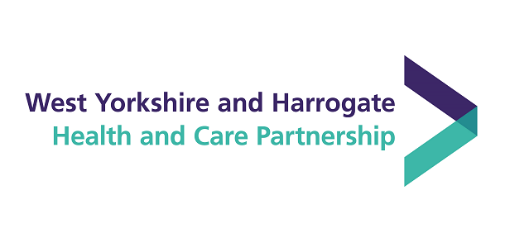 West Yorkshire and Harrogate
Health and Care Partnership